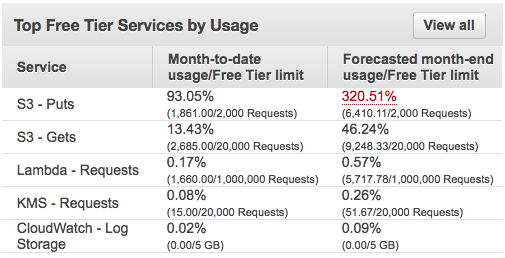 Top Free Tier Services by Usage
View all
Service
Month-to-date usage/Free Tier limit
Forecasted month-end usage/Free Tier limit
S3 - Puts
93.05%
(1,861.00/2,000 Requests)
320.51%
(6,410.11/2,000 Requests)
S3 - Gets
13.43%
(2,685.00/20,000 Requests)
46.24%
(9,248.33/20,000 Requests)
Lambda - Requests
0.17%
(1,660.00/1,000,000 Requests)
0.57%
(5,717.78/1,000,000 Requests)
KMS - Requests
0.08%
(15.00/20,000 Requests)
0.26%
(51.67/20,000 Requests)
CloudWatch - Log
Storage
0.02%
(0.00/5 GB)
0.09%
(0.00/5 GB)